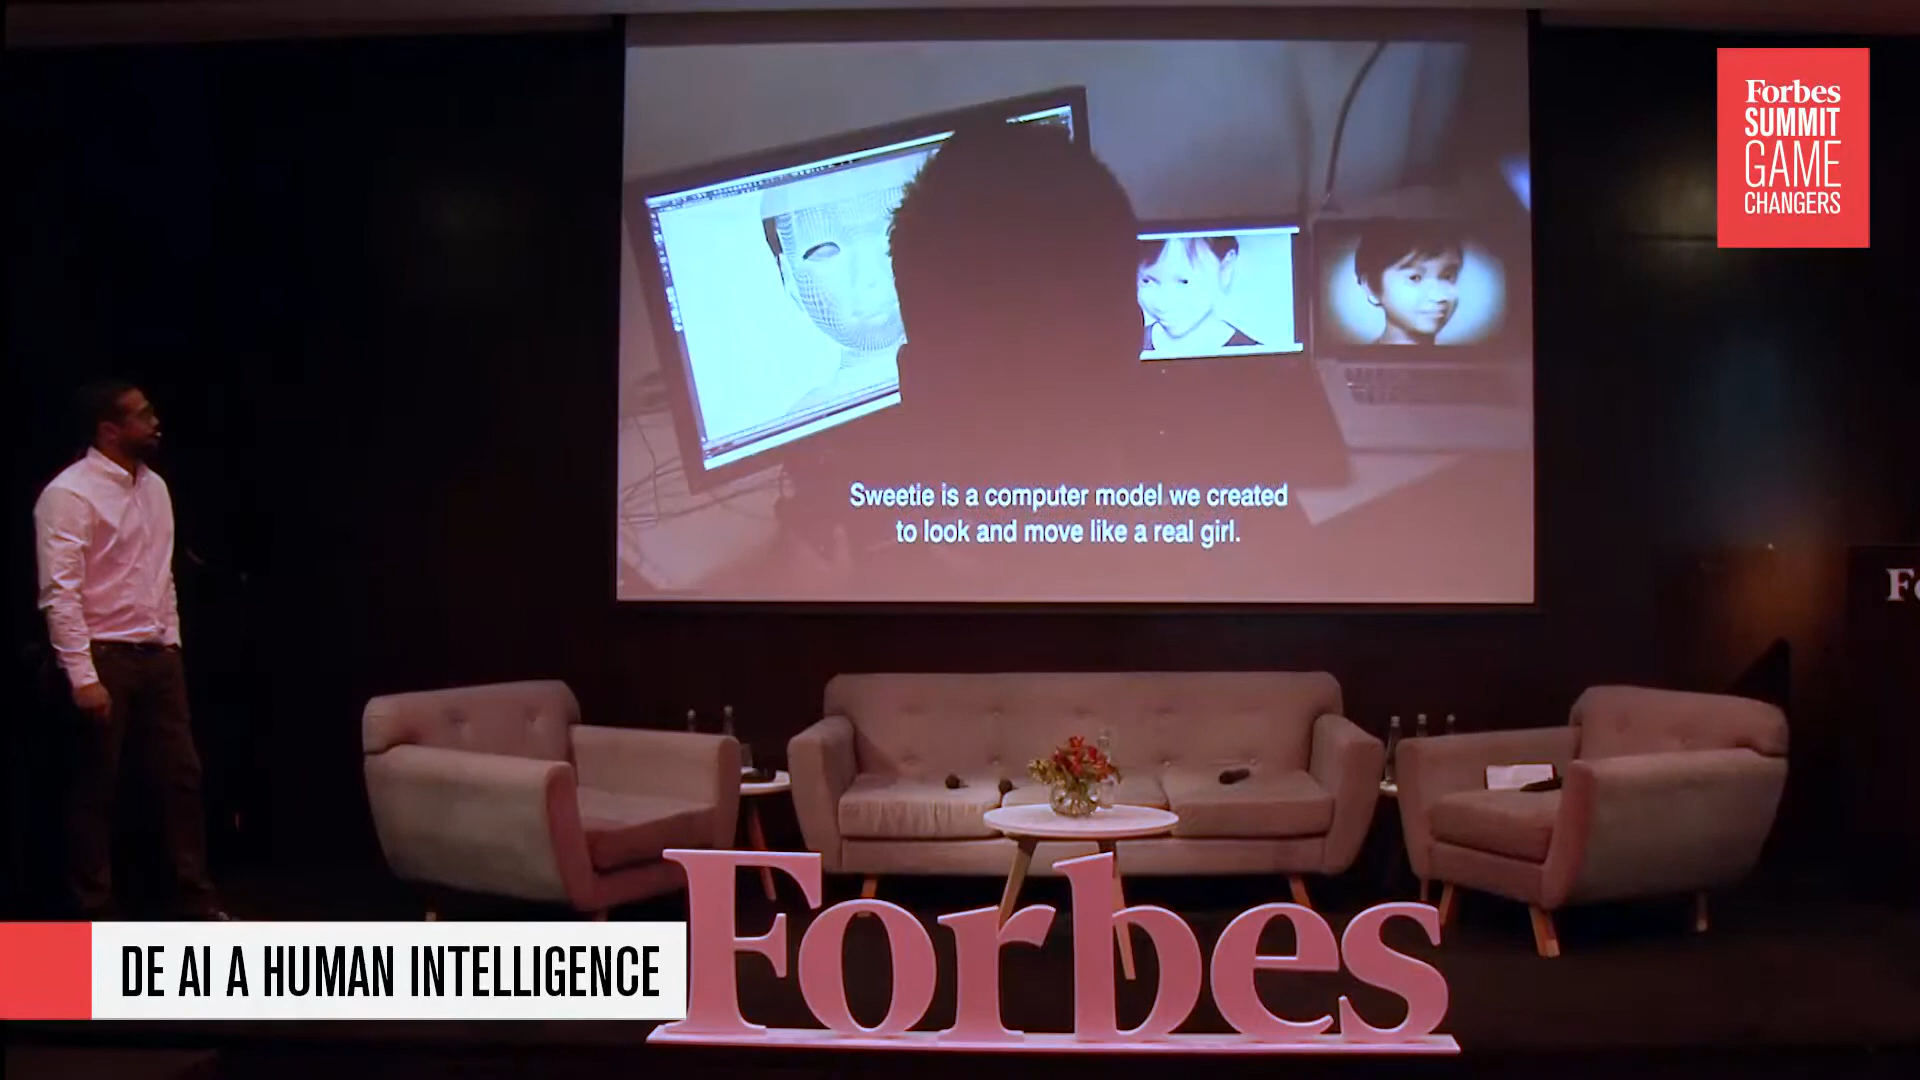 Forbes
SUMMIT
GAME
CHANGERS
Sweetie is a computer model we created
to look and move like a real girl.
Fo
DE AI A HUMAN INTELLIGENCE
Forbes